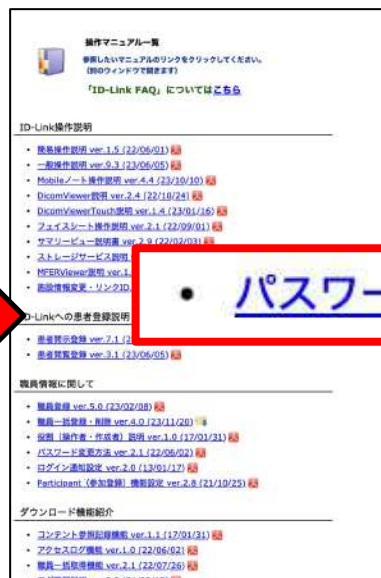 操作マニュアル一覧
参照したいマニュアルのリンクをクリックしてください。
(別のウィンドウで開きます)
「ID-Link FAQ」についてはこちら
ID-Link操作説明
• 簡易操作説明 ver.1.5 (22/06/01)
• 一般操作説明 ver.9.3 (23/06/05)
• Mobileノート操作説明 ver.4.4 (23/10/10)
• DicomViewer説明 ver.2.4 (22/10/24)
• DicomViewerTouch説明 ver.1.4 (23/01/16)
• フェイスシート操作説明 ver.2.1 (22/09/01)
• サマリービュー説明書 ver.2.9 (22/02/03)
• ストレージサービス説明
• MFERViewer説明 ver.1.
• 施設情報変更・リンクID
• パスワー
ID-Linkへの患者登録説明
• 患者開示登録 ver.7.1 (2
• 患者閲覧登録 ver.3.1 (23/06/05)
職員情報に関して
• 職員登録 ver.5.0 (23/02/08)
• 職員一括登録・削除 ver.4.0 (23/11/20)
• 役割（操作者・作成者）説明 ver.1.0 (17/01/31)
• パスワード変更方法 ver.2.1 (22/06/02)
• ログイン通知設定 ver.2.0 (13/01/17)
• Participant（参加登録）機能設定 ver.2.8 (21/10/25)
ダウンロード機能紹介
• コンテント参照記録機能 ver.1.1 (17/01/31)
• アクセスログ機能 ver.1.0 (22/06/02)
• 職員一括取得機能 ver.2.1 (22/07/26)